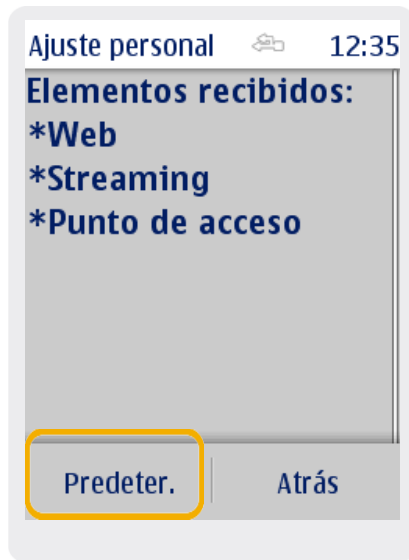 Ajuste personal 12:35
Elementos recibidos:
*Web
*Streaming
*Punto de acceso
Predeter. Atrás